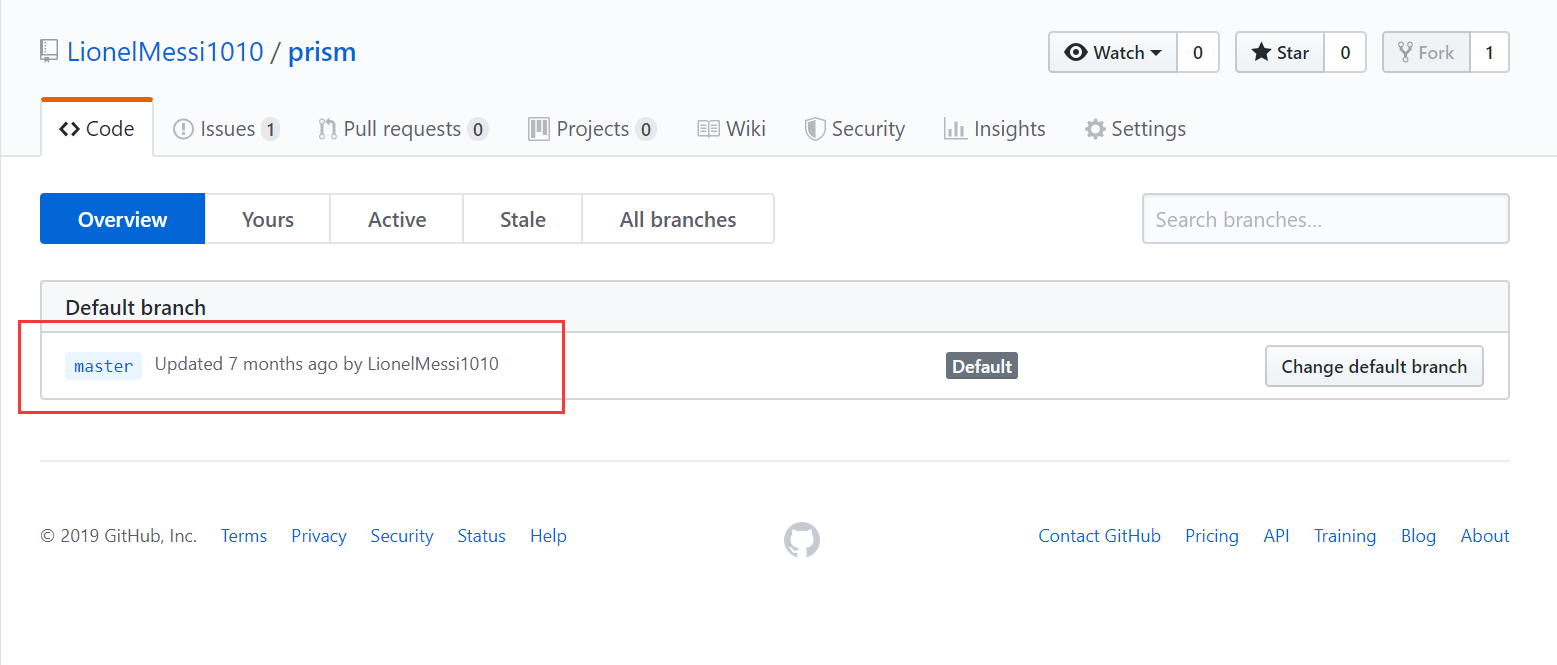 LionelMessi1010 / prism
Watch 0 Star 0 Fork 1
Code Issues 1 Pull requests 0 Projects 0 Wiki Security Insights Settings
Overview Yours Active Stale All branches Search branches...
Default branch
master Updated 7 months ago by LionelMessi1010 Default Change default branch
© 2019 GitHub, Inc. Terms Privacy Security Status Help Contact GitHub Pricing API Training Blog About